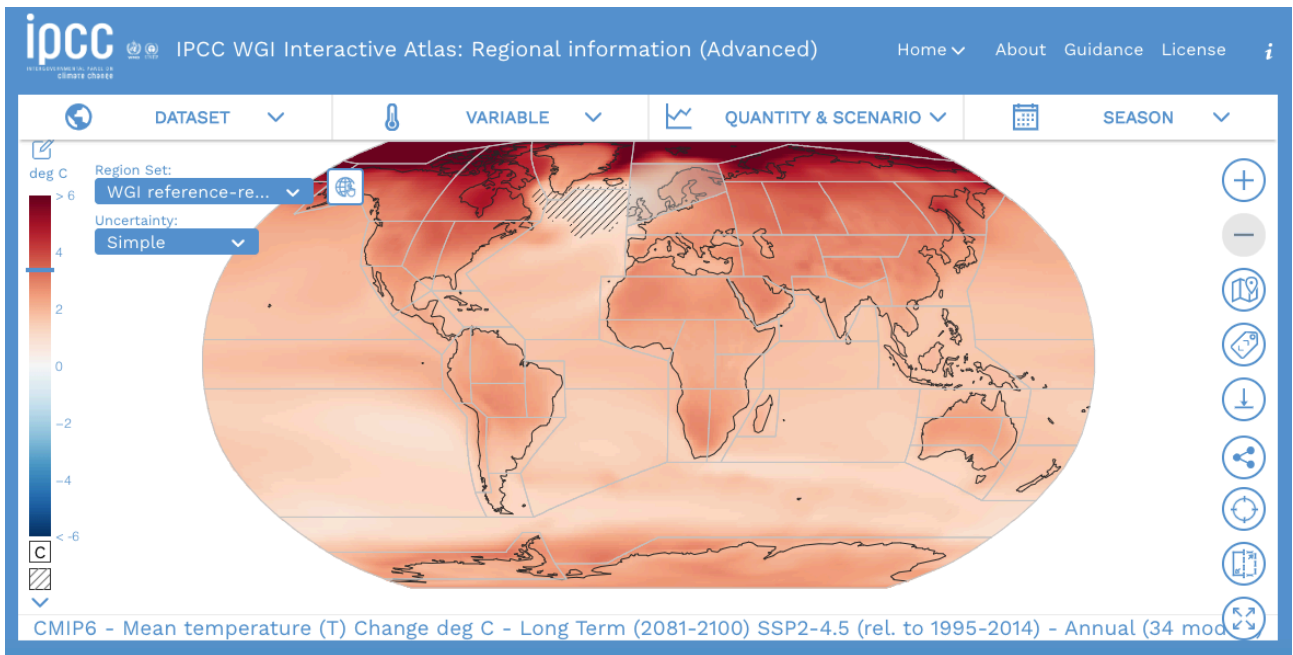 ipcc
INTERGOVERNMENTAL PANEL ON
climate change
IPCC WGI Interactive Atlas: Regional information (Advanced)
Home
About
Guidance
License
i
DATASET
VARIABLE
QUANTITY & SCENARIO
SEASON
deg C
Region Set:
WGI reference-re...
Uncertainty:
Simple
> 6
4
2
0
−2
−4
< -6
C
CMIP6 - Mean temperature (T) Change deg C - Long Term (2081-2100) SSP2-4.5 (rel. to 1995-2014) - Annual (34 mod